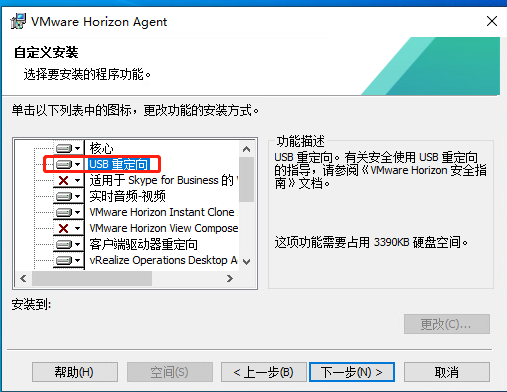 VMware Horizon Agent
自定义安装
选择要安装的程序功能。
单击以下列表中的图标，更改功能的安装方式。
核心
USB 重定向
适用于 Skype for Business 的
实时音频-视频
VMware Horizon Instant Clone
VMware Horizon View Compose
客户端驱动器重定向
vRealize Operations Desktop A
功能描述
USB 重定向。有关安全使用 USB 重定向
的指导，请参阅《VMware Horizon 安全指
南》文档。
这项功能需要占用 3390KB 硬盘空间。
安装到:
更改(C)...
帮助(H)
空间(S)
< 上一步(B)
下一步(N) >
取消